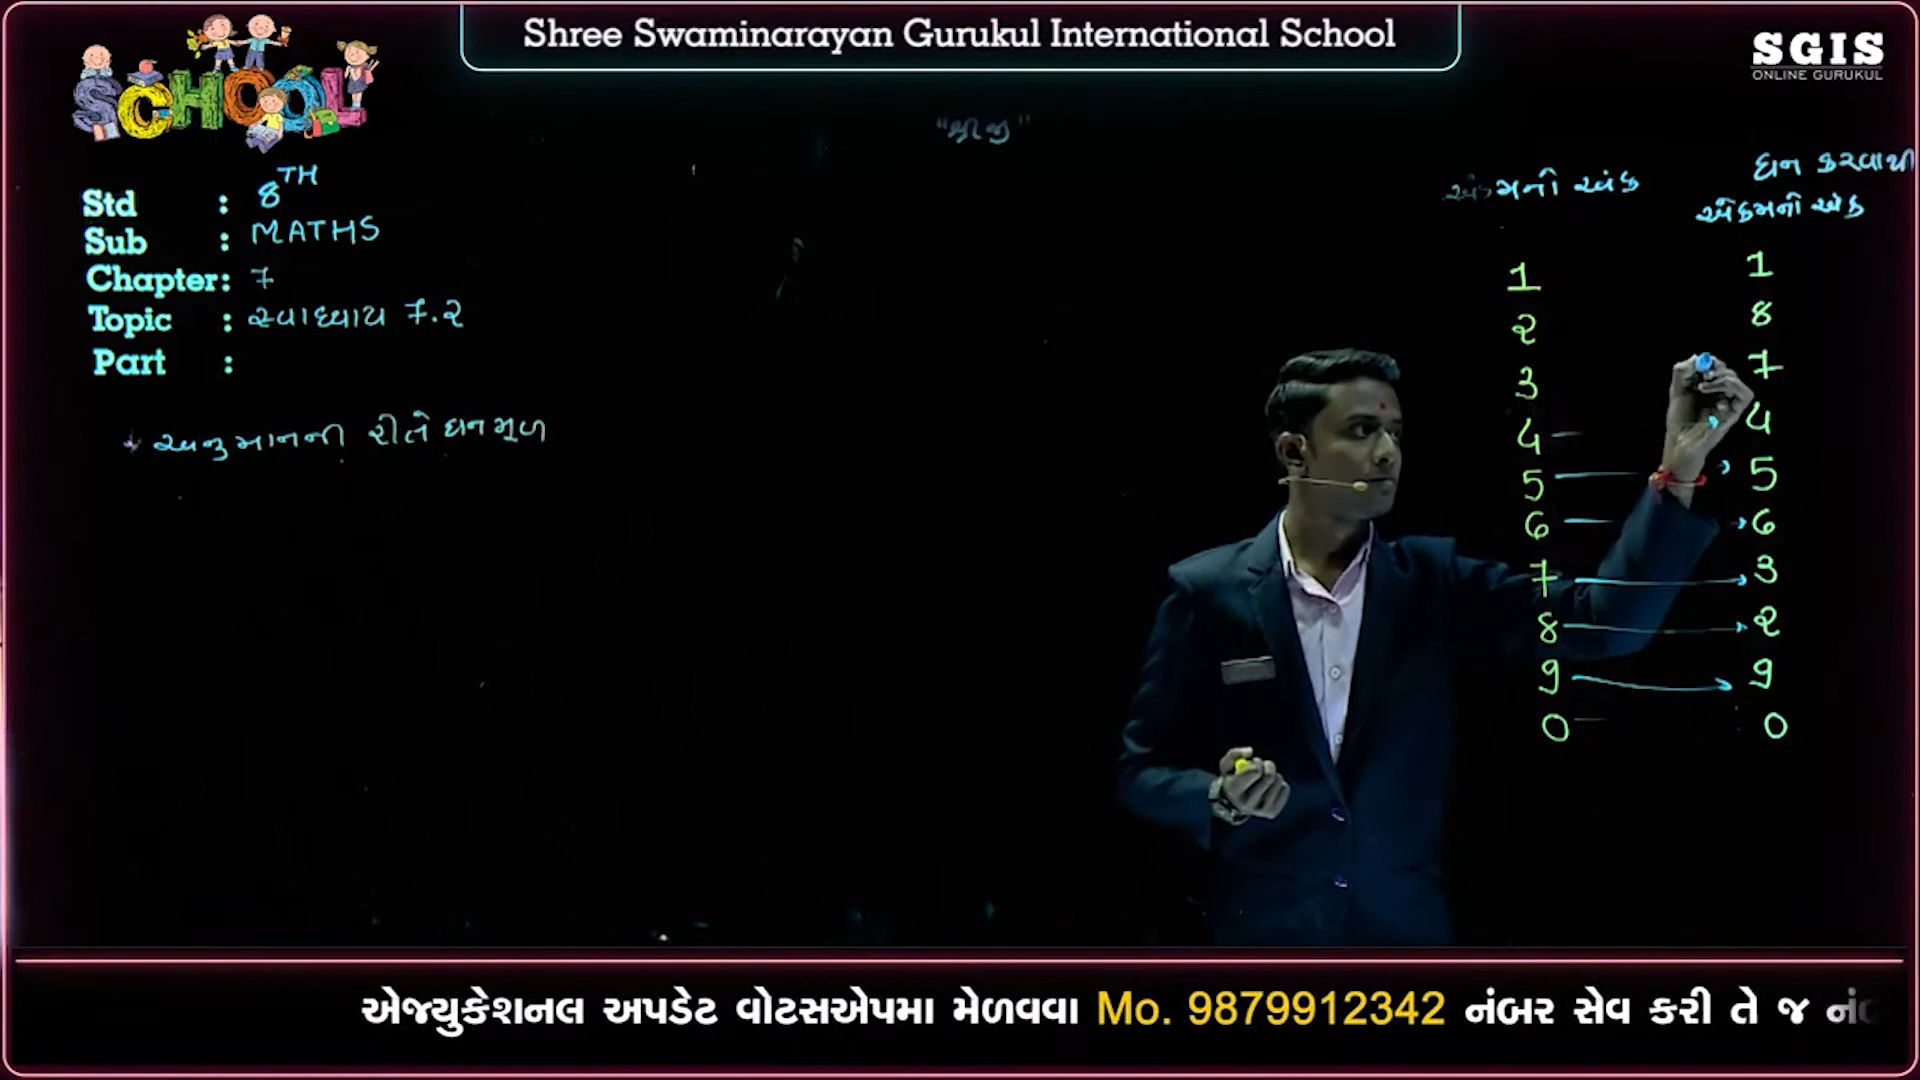 Shree Swaminarayan Gurukul International School
SGIS
ONLINE GURUKUL
SCHOOL
"શ્રીજી"
Std : 8TH
Sub : MATHS
Chapter: 7
Topic : સ્વાધ્યાય 7.2
Part :
* અનુમાનની રીતે ઘનમૂળ
એકમનો અંક
ઘન કરવાથી
એકમનો અંક
1 1
2 8
3 7
4 4
5 5
6 6
7 3
8 2
9 9
0 0
એજ્યુકેશનલ અપડેટ વોટસએપમા મેળવવા Mo. 9879912342 નંબર સેવ કરી તે જ